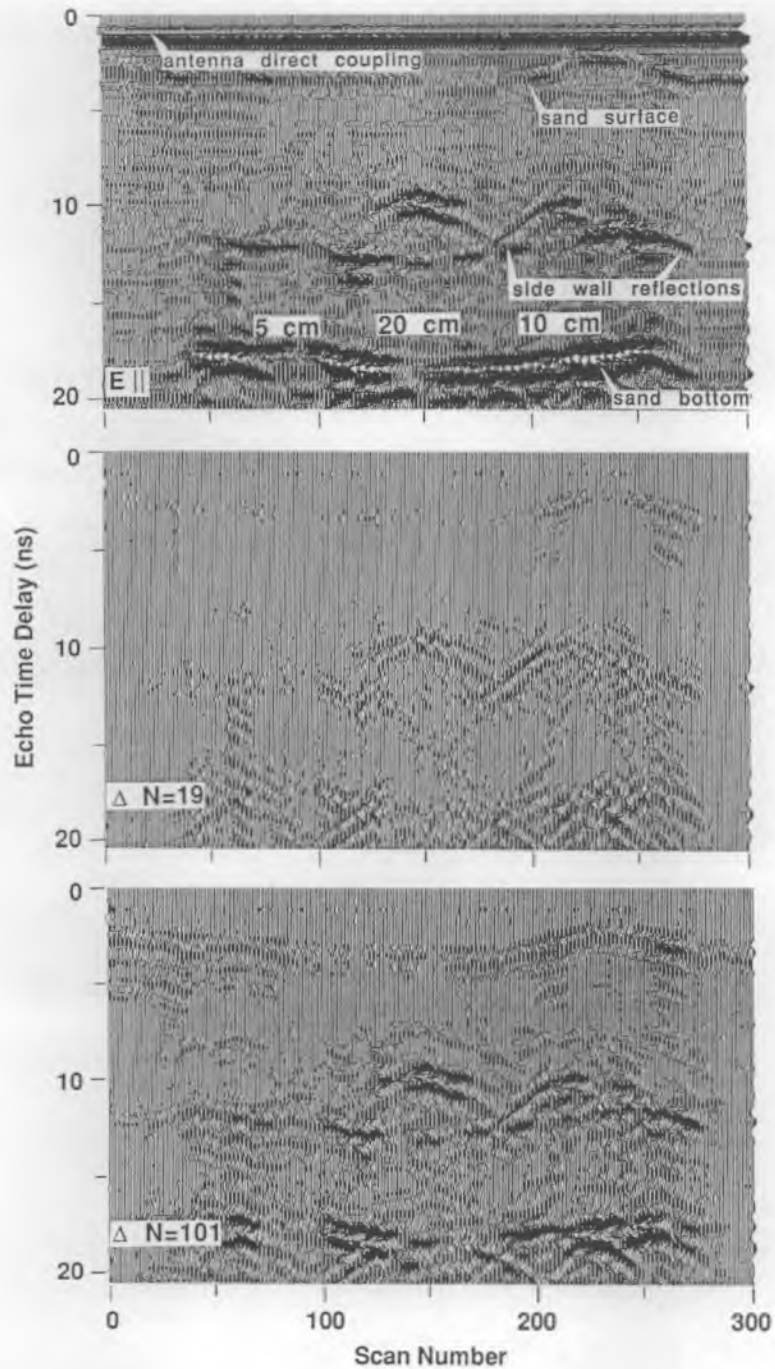 0
antenna direct coupling
sand surface
10
side wall reflections
5 cm
20 cm
10 cm
E ||
sand bottom
20
0
Echo Time Delay (ns)
10
Δ N=19
20
0
10
Δ N=101
20
0
100
200
300
Scan Number